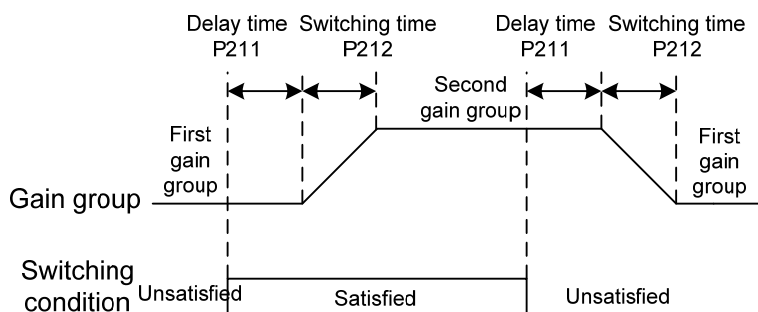 Delay time Switching time Delay time Switching time
P211 P212 P211 P212
Second
gain group
First
gain
group
First
gain
group
Gain group
Switching
condition
Unsatisfied Satisfied Unsatisfied